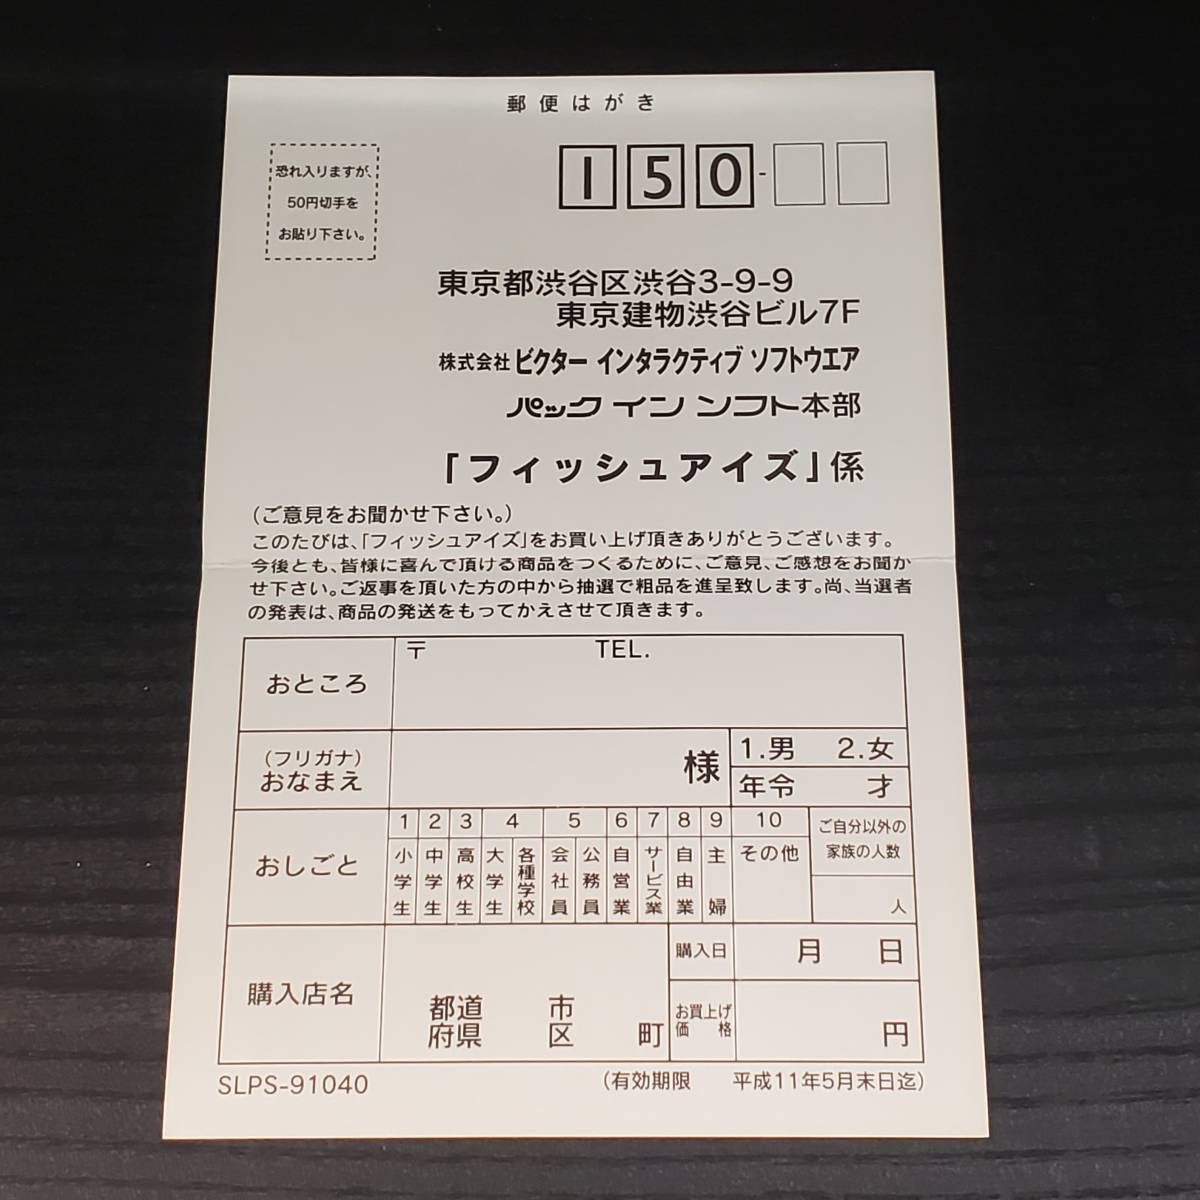 郵便はがき
恐れ入りますが、
50円切手を
お貼り下さい。
150-
東京都渋谷区渋谷3-9-9
東京建物渋谷ビル7F
株式会社ビクター インタラクティブ ソフトウエア
パック イン ソフト本部
「フィッシュアイズ」係
(ご意見をお聞かせ下さい。)
このたびは、「フィッシュアイズ」をお買い上げ頂きありがとうございます。
今後とも、皆様に喜んで頂ける商品をつくるために、ご意見、ご感想をお聞か
せ下さい。ご返事を頂いた方の中から抽選で粗品を進呈致します。尚、当選者
の発表は、商品の発送をもってかえさせて頂きます。
おところ
〒 TEL.
(フリガナ)
おなまえ
様
1.男 2.女
年令 才
おしごと
1 2 3 4 5 6 7 8 9 10
小学生
中学生
高校生
大学生
各種学校
会社員
公務員
自営業
サービス業
自由業
主婦
その他
ご自分以外の
家族の人数
人
購入店名
都道 市
府県 区 町
購入日
月 日
お買上げ
価格
円
SLPS-91040
(有効期限 平成11年5月末日迄)